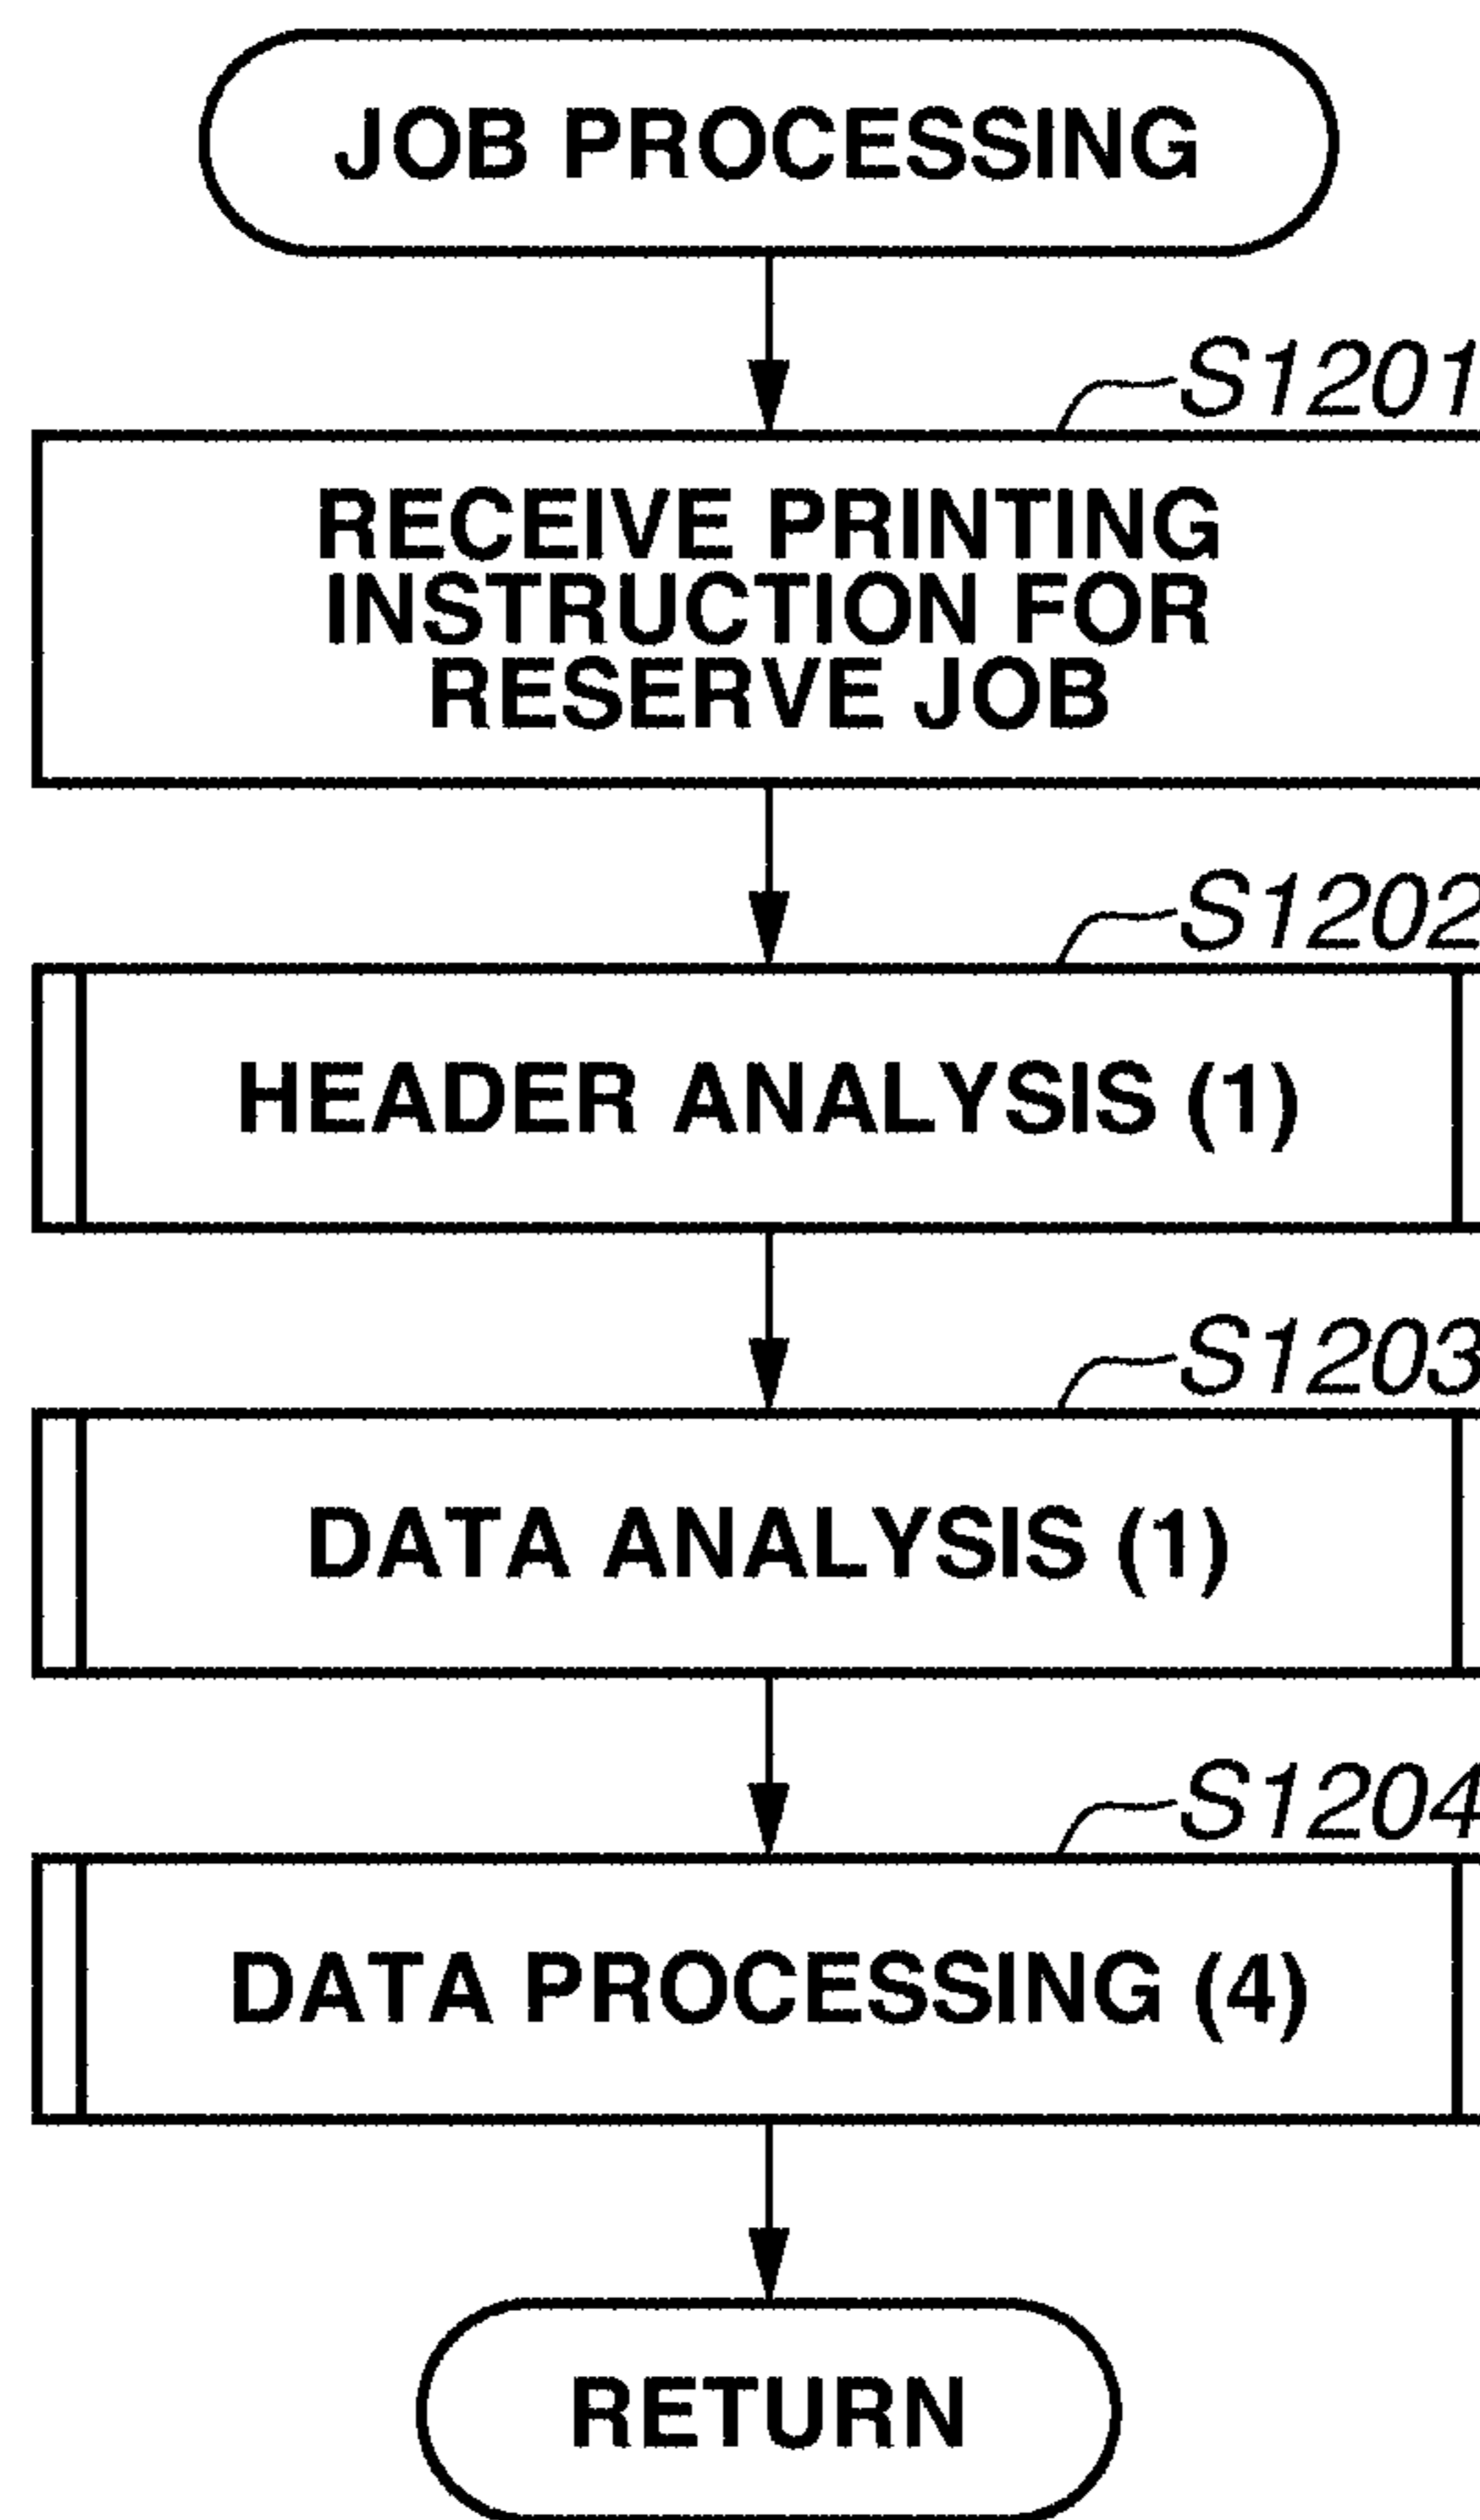 JOB PROCESSING
S1201
RECEIVE PRINTING
INSTRUCTION FOR
RESERVE JOB
S1202
HEADER ANALYSIS (1)
S1203
DATA ANALYSIS (1)
S1204
DATA PROCESSING (4)
RETURN